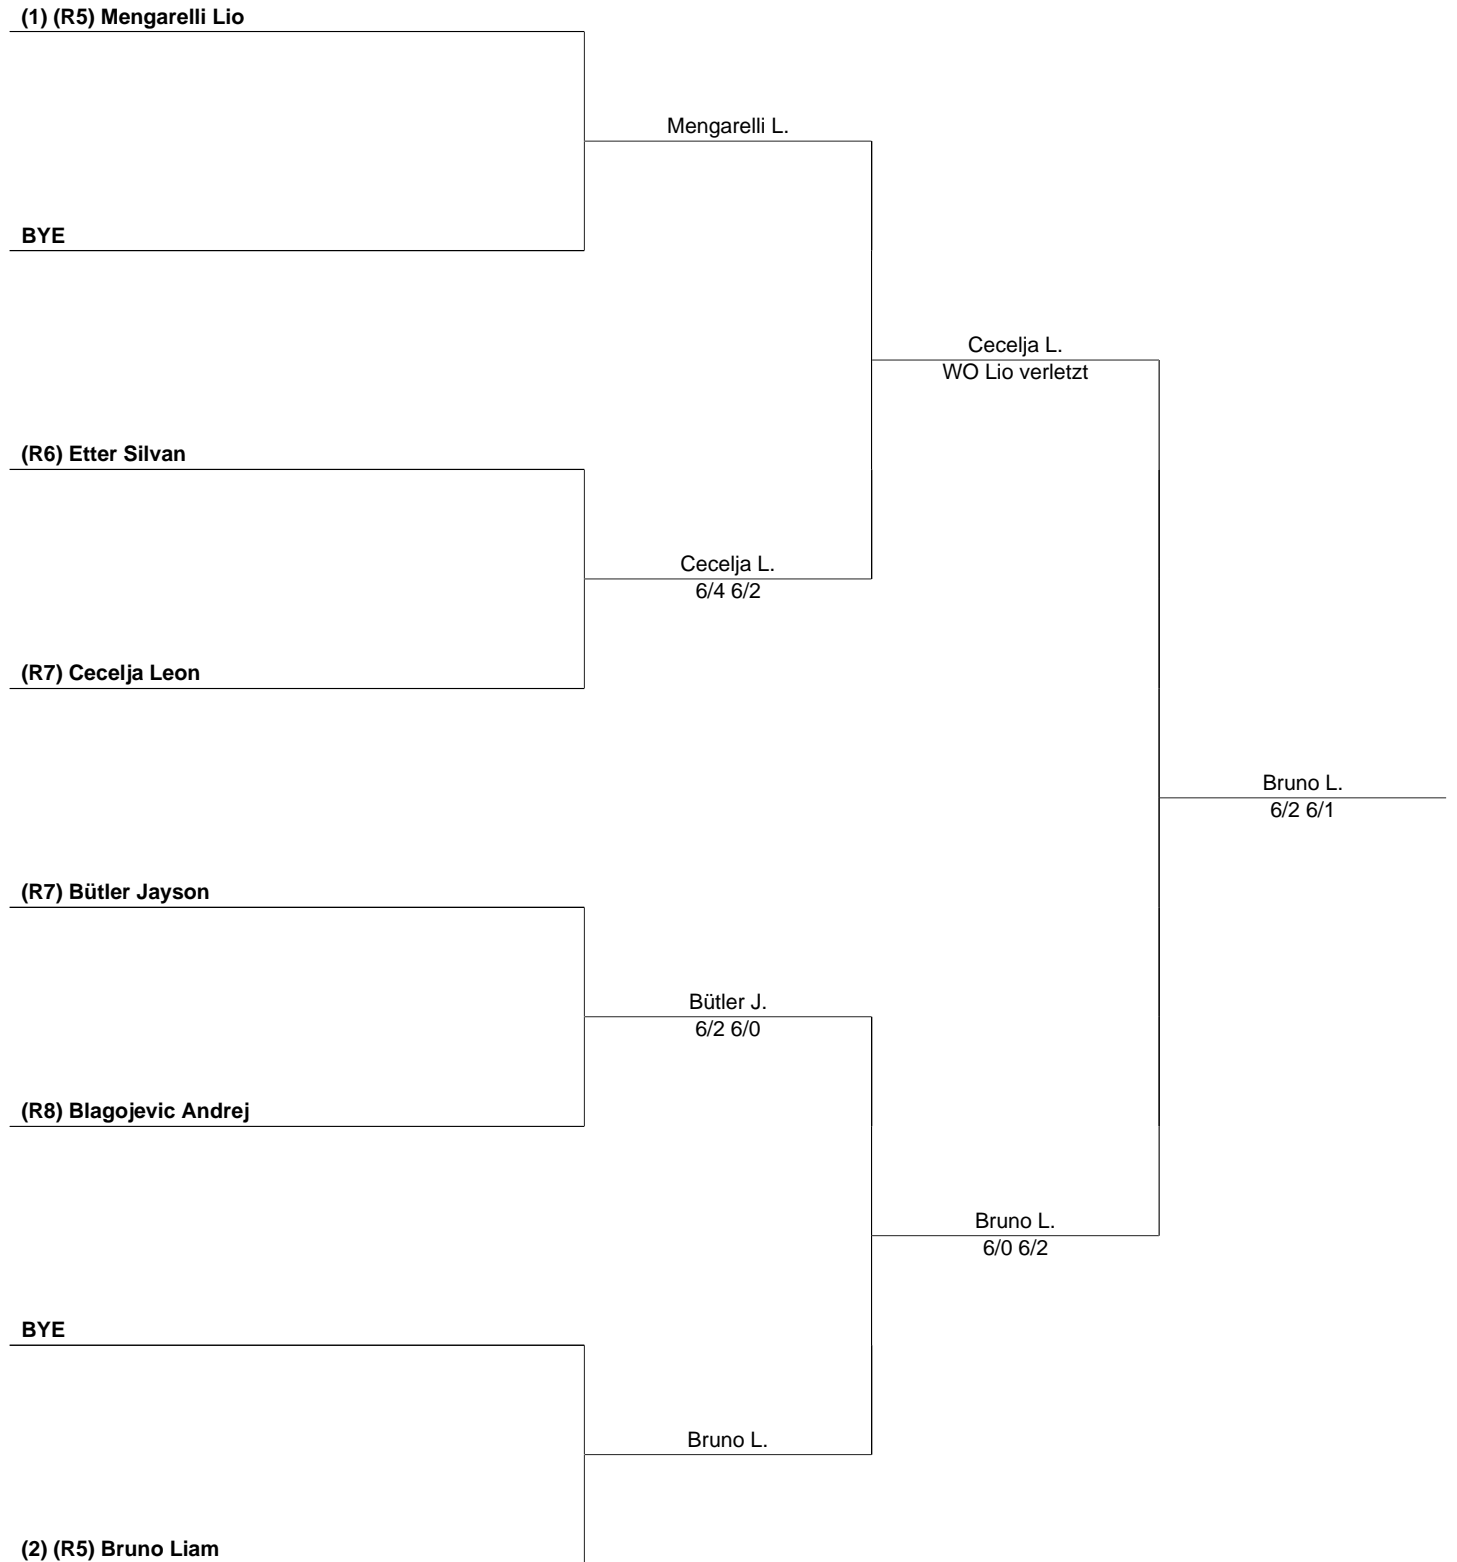 (1) (R5) Mengarelli Lio
Mengarelli L.
BYE
Cecelja L.
WO Lio verletzt
(R6) Etter Silvan
Cecelja L.
6/4 6/2
(R7) Cecelja Leon
Bruno L.
6/2 6/1
(R7) Bütler Jayson
Bütler J.
6/2 6/0
(R8) Blagojevic Andrej
Bruno L.
6/0 6/2
BYE
Bruno L.
(2) (R5) Bruno Liam